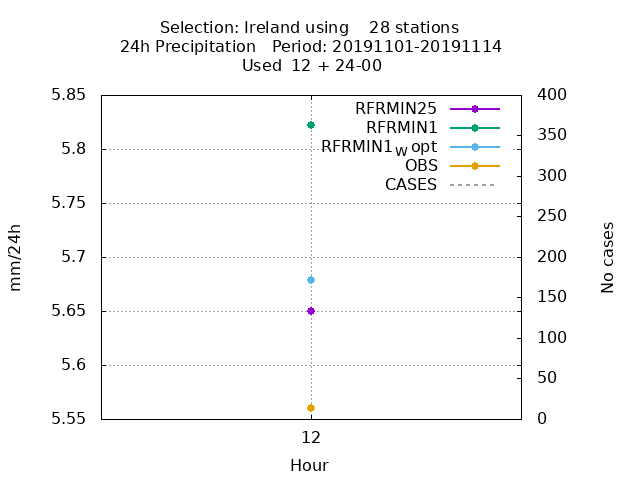 Selection: Ireland using    28 stations
24h Precipitation   Period: 20191101-20191114
Used  12 + 24-00
5.85
5.8
5.75
5.7
5.65
5.6
5.55
mm/24h
RFRMIN25
RFRMIN1
RFRMIN1w opt
OBS
CASES
400
350
300
250
200
150
100
50
0
No cases
12
Hour